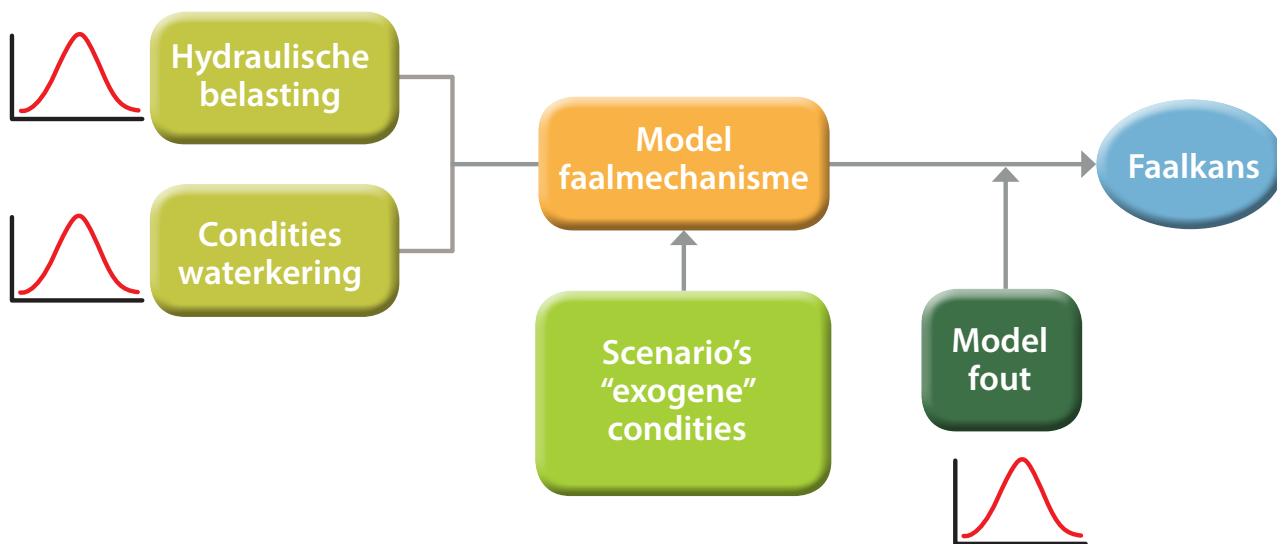 Hydraulische
belasting
Condities
waterkering
Model
faalmechanisme
Faalkans
Scenario’s
“exogene”
condities
Model
fout